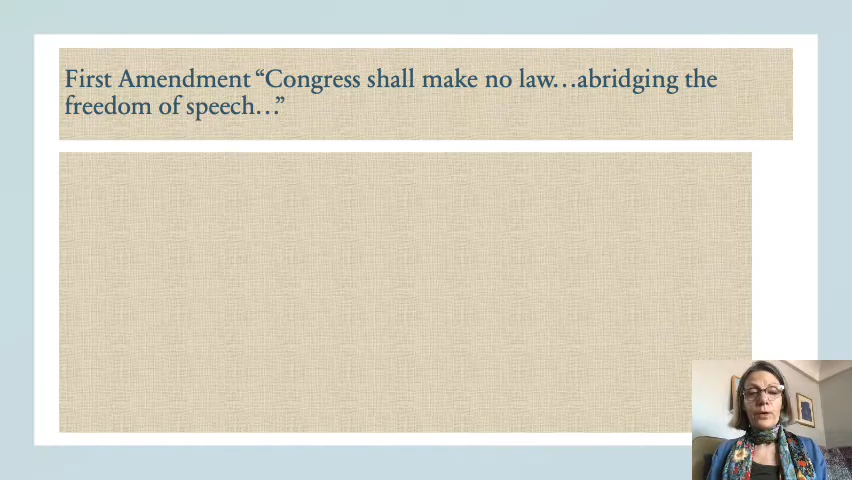 First Amendment “Congress shall make no law…abridging the
freedom of speech…”